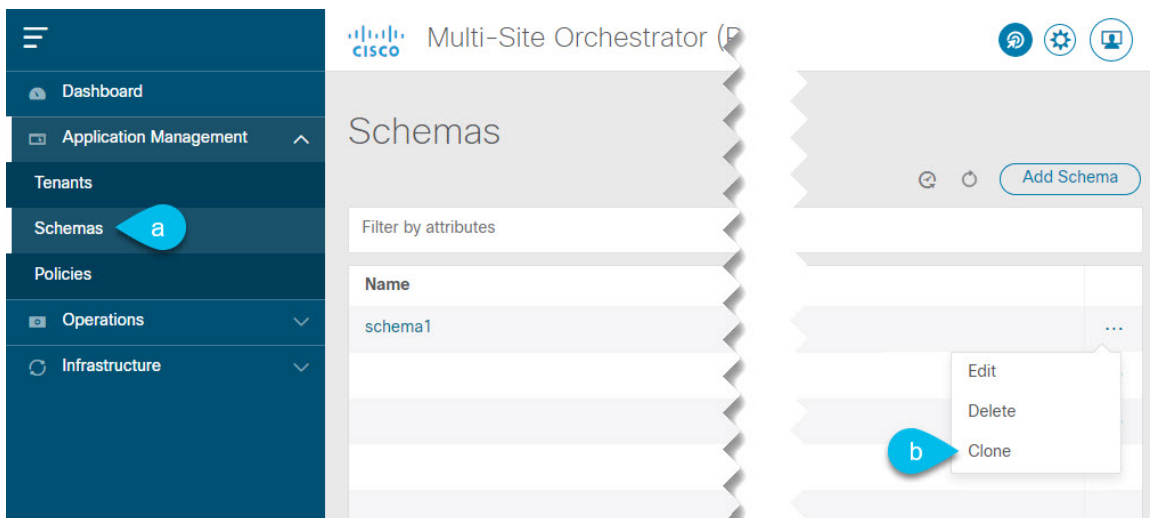 cisco Multi-Site Orchestrator (
Dashboard
Application Management
Tenants
Schemas a
Policies
Operations
Infrastructure
Schemas
Add Schema
Filter by attributes
Name
schema1 ...
Edit
Delete
b Clone